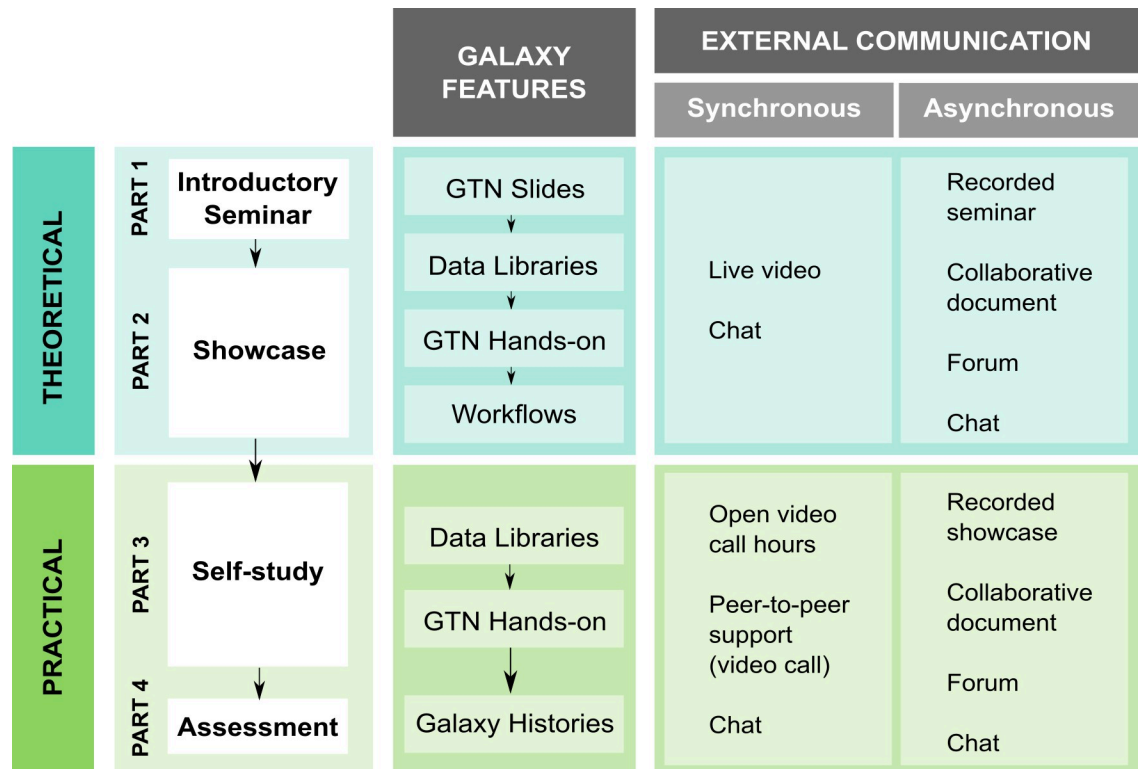 GALAXY
FEATURES
EXTERNAL COMMUNICATION
Synchronous
Asynchronous
THEORETICAL
PART 1
Introductory
Seminar
PART 2
Showcase
GTN Slides
Data Libraries
GTN Hands-on
Workflows
Live video
Chat
Recorded
seminar
Collaborative
document
Forum
Chat
PRACTICAL
PART 3
Self-study
PART 4
Assessment
Data Libraries
GTN Hands-on
Galaxy Histories
Open video
call hours
Peer-to-peer
support
(video call)
Chat
Recorded
showcase
Collaborative
document
Forum
Chat